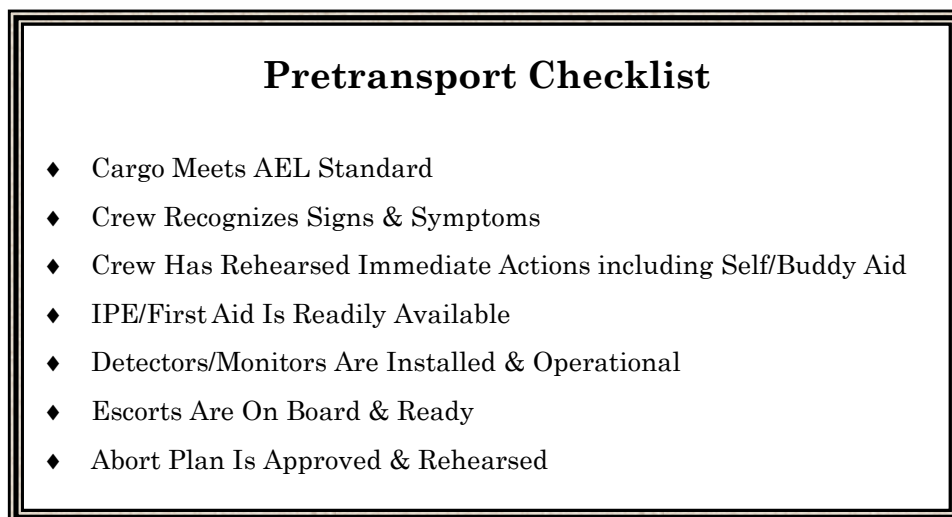 Pretransport Checklist
♦ Cargo Meets AEL Standard
♦ Crew Recognizes Signs & Symptoms
♦ Crew Has Rehearsed Immediate Actions including Self/Buddy Aid
♦ IPE/First Aid Is Readily Available
♦ Detectors/Monitors Are Installed & Operational
♦ Escorts Are On Board & Ready
♦ Abort Plan Is Approved & Rehearsed